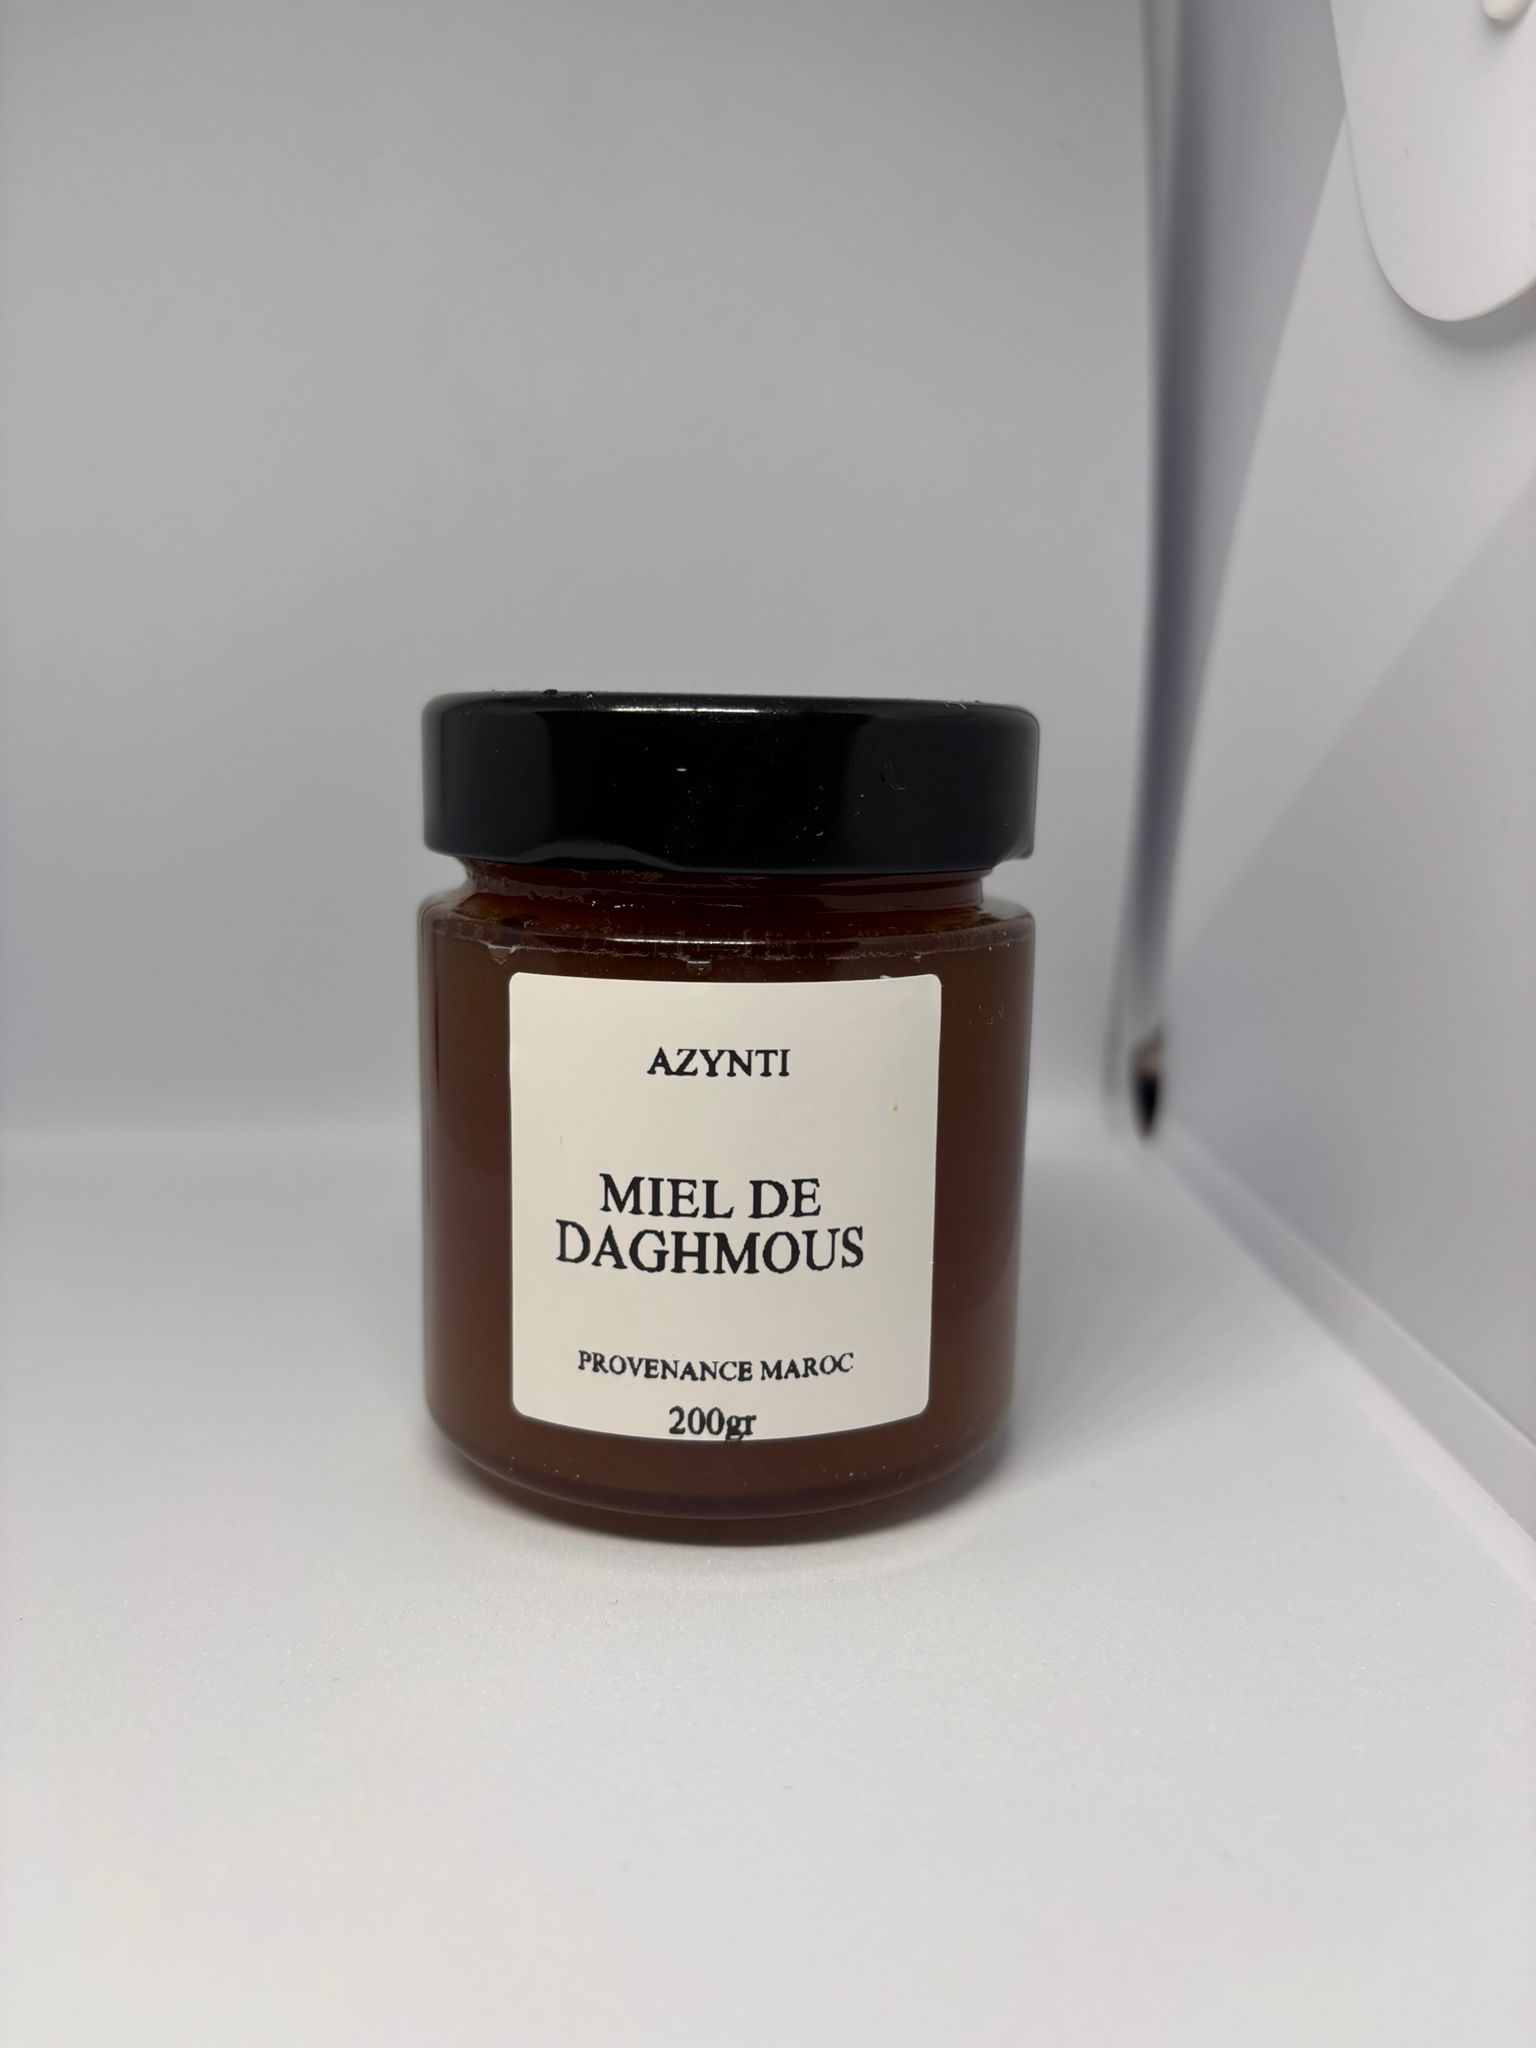 AZYNTI
MIEL DE
DAGHMOUS
PROVENANCE MAROC
200gr